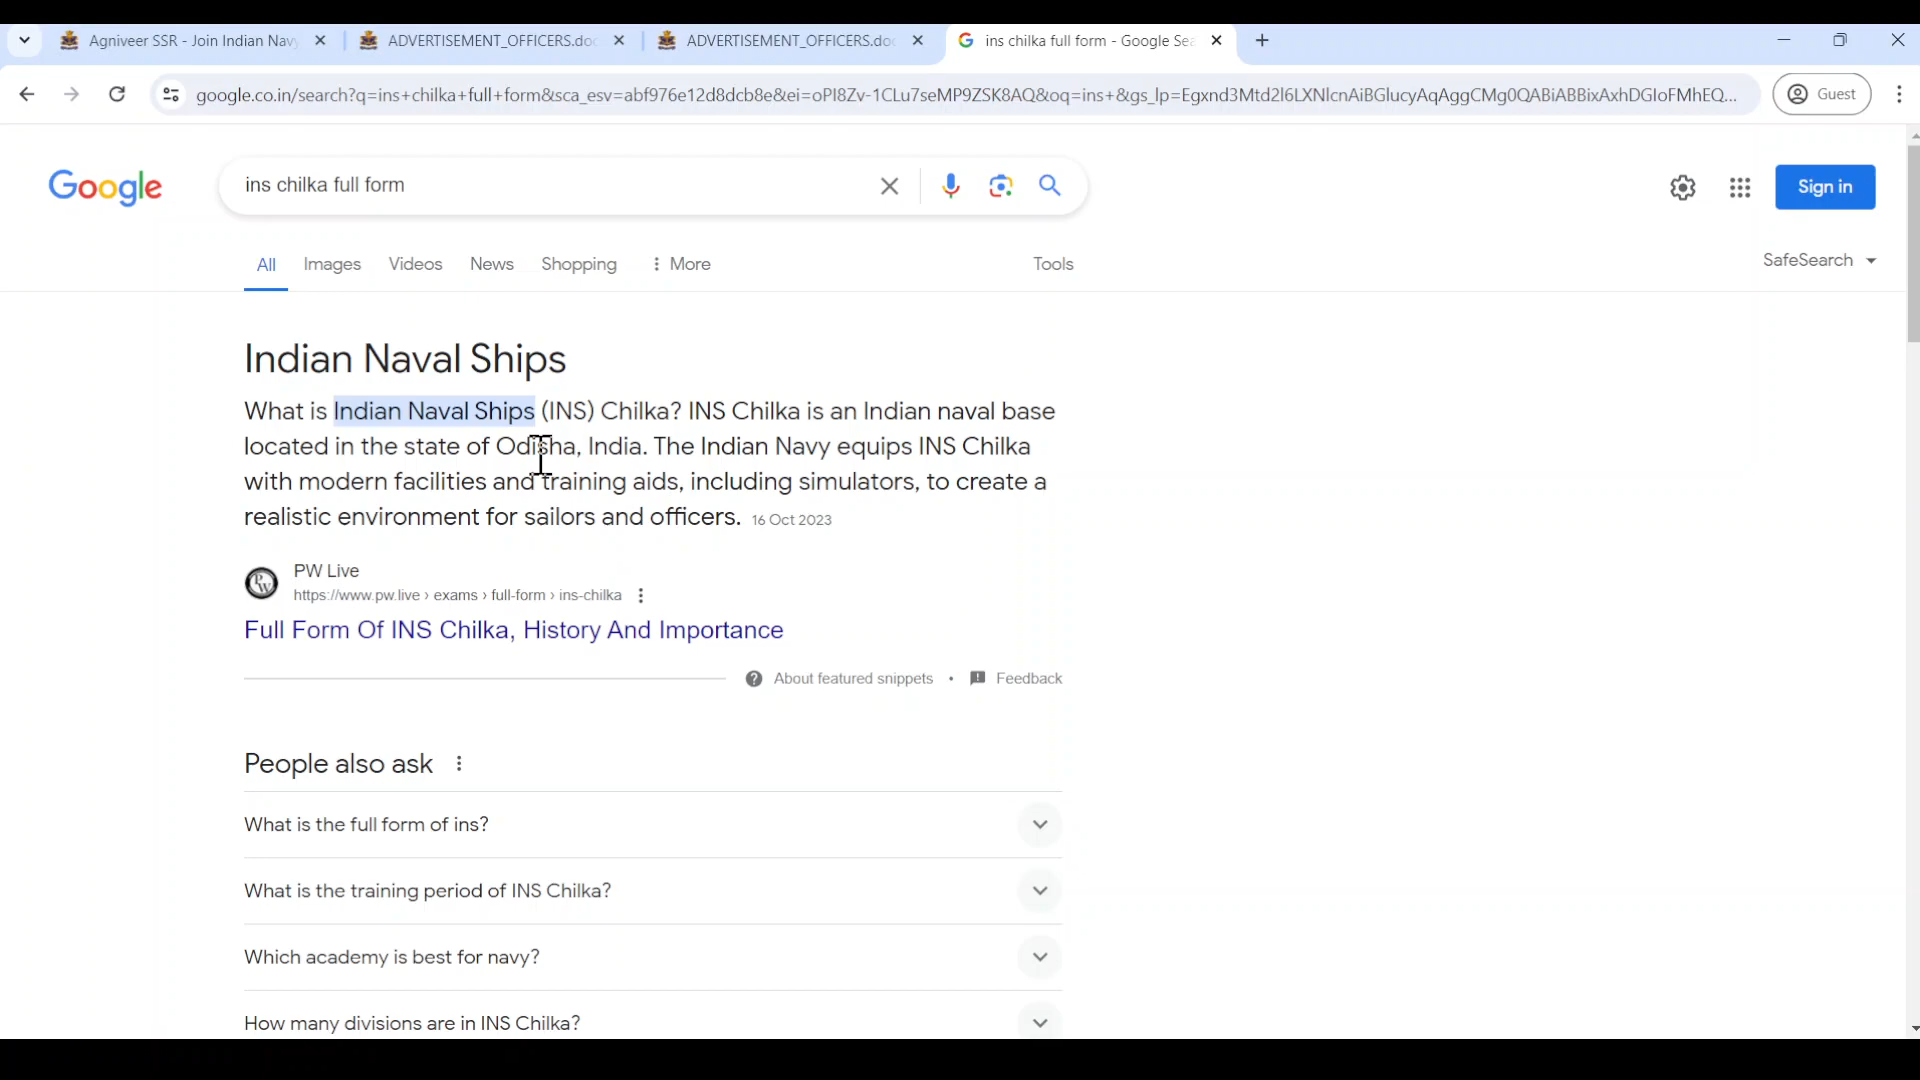 Agniveer SSR - Join Indian Navy
ADVERTISEMENT_OFFICERS.doc
ADVERTISEMENT_OFFICERS.doc
ins chilka full form - Google Sea
google.co.in/search?q=ins+chilka+full+form&sca_esv=abf976e12d8dcb8e&ei=oPI8Zv-1CLu7seMP9ZSK8AQ&oq=ins+&gs_lp=Egxnd3Mtd2l6LXNlcnAiBGlucyAqAggCMg0QABiABBixAxhDGIoFMhEQ...
Guest
Google
ins chilka full form
Sign in
All Images Videos News Shopping More Tools
SafeSearch
Indian Naval Ships
What is Indian Naval Ships (INS) Chilka? INS Chilka is an Indian naval base
located in the state of Odisha, India. The Indian Navy equips INS Chilka
with modern facilities and training aids, including simulators, to create a
realistic environment for sailors and officers. 16 Oct 2023
PW
PW Live
https://www.pw.live › exams › full-form › ins-chilka
Full Form Of INS Chilka, History And Importance
About featured snippets • Feedback
People also ask
What is the full form of ins?
What is the training period of INS Chilka?
Which academy is best for navy?
How many divisions are in INS Chilka?